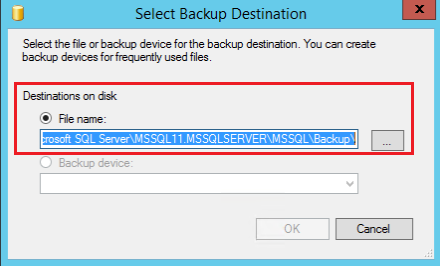 Select Backup Destination
x
Select the file or backup device for the backup destination. You can create
backup devices for frequently used files.
Destinations on disk
File name:
crosoft SQL Server\MSSQL11.MSSQLSERVER\MSSQL\Backup\
...
Backup device:
OK
Cancel